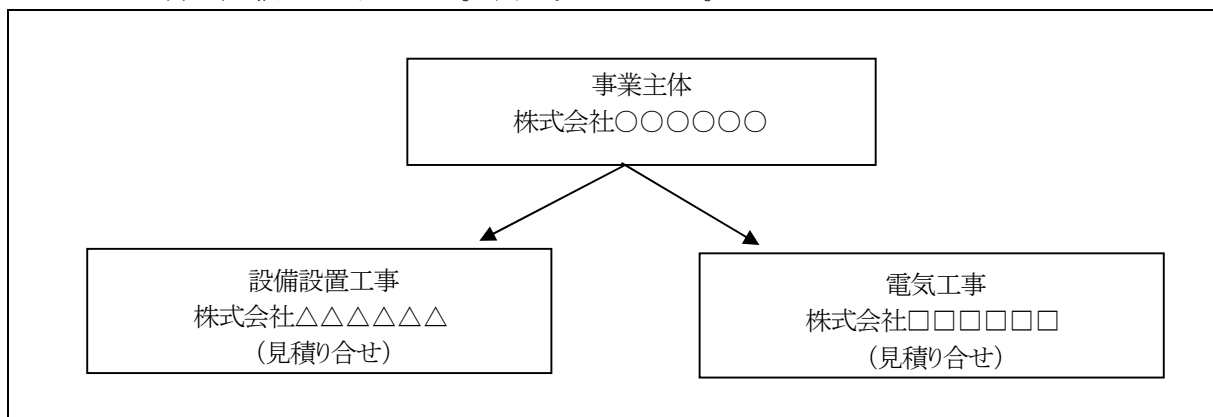 事業主体
株式会社○○○○○○
設備設置工事
株式会社△△△△△△
（見積り合せ）
電気工事
株式会社□□□□□□
（見積り合せ）